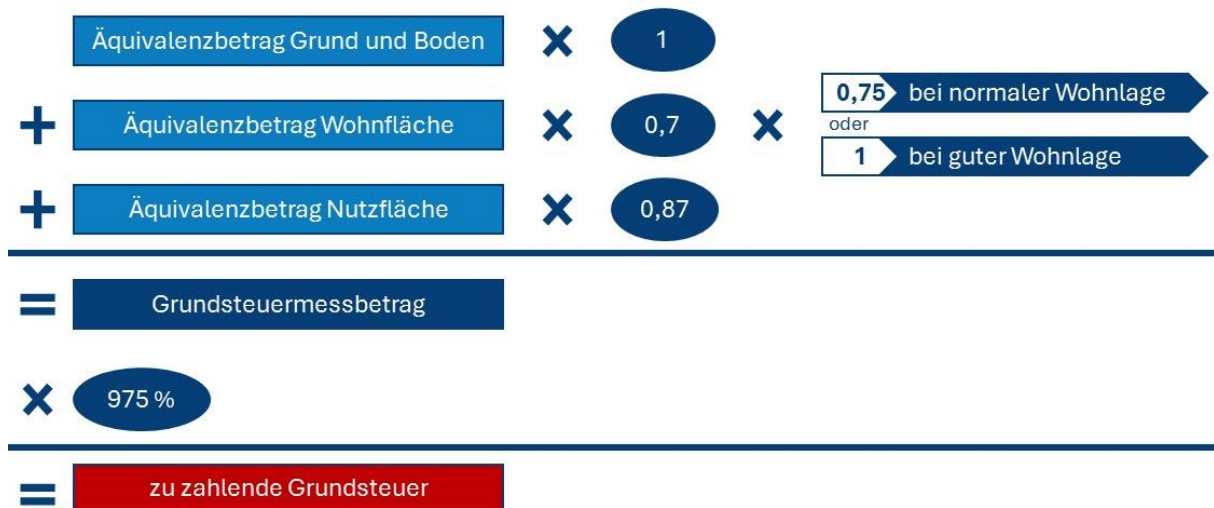 Äquivalenzbetrag Grund und Boden × 1
+ Äquivalenzbetrag Wohnfläche × 0,7 ×
0,75 bei normaler Wohnlage
oder
1 bei guter Wohnlage
+ Äquivalenzbetrag Nutzfläche × 0,87
= Grundsteuermessbetrag
× 975 %
= zu zahlende Grundsteuer